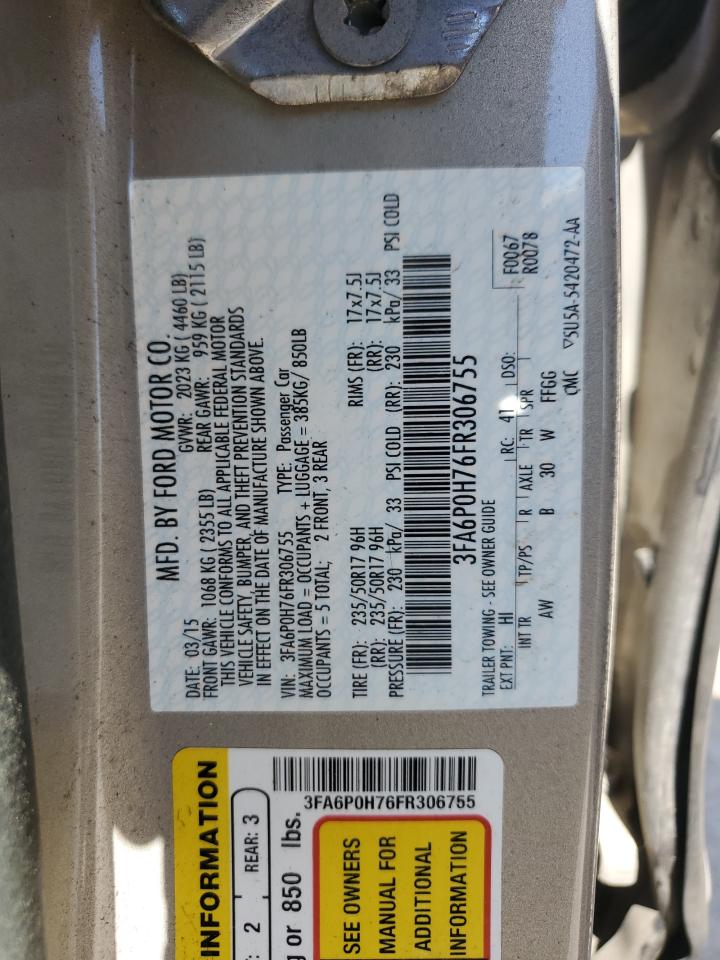 MFD. BY FORD MOTOR CO.
DATE: 03/15 GVWR: 2023 KG ( 4460 LB)
FRONT GAWR: 1068 KG ( 2355 LB) REAR GAWR: 959 KG ( 2115 LB)
THIS VEHICLE CONFORMS TO ALL APPLICABLE FEDERAL MOTOR
VEHICLE SAFETY, BUMPER, AND THEFT PREVENTION STANDARDS
IN EFFECT ON THE DATE OF MANUFACTURE SHOWN ABOVE.
VIN: 3FA6P0H76FR306755 TYPE: Passenger Car
MAXIMUM LOAD = OCCUPANTS + LUGGAGE = 385KG/ 850LB
OCCUPANTS = 5 TOTAL; 2 FRONT, 3 REAR
TIRE (FR): 235/50R17 96H RIMS (FR): 17x7.5J
(RR): 235/50R17 96H (RR): 17x7.5J
PRESSURE (FR): 230 kPa/ 33 PSI COLD (RR): 230 kPa/ 33 PSI COLD
3FA6P0H76FR306755
TRAILER TOWING - SEE OWNER GUIDE F0067
R0078
EXT PNT: HI RC: 41 DSO:
INT TR TP/PS R AXLE TR SPR
AW B 30 W FFGG
QMC
▽5U5A-5420472-AA
INFORMATION
2 REAR: 3
or 850 lbs.
3FA6P0H76FR306755
SEE OWNERS
MANUAL FOR
ADDITIONAL
INFORMATION